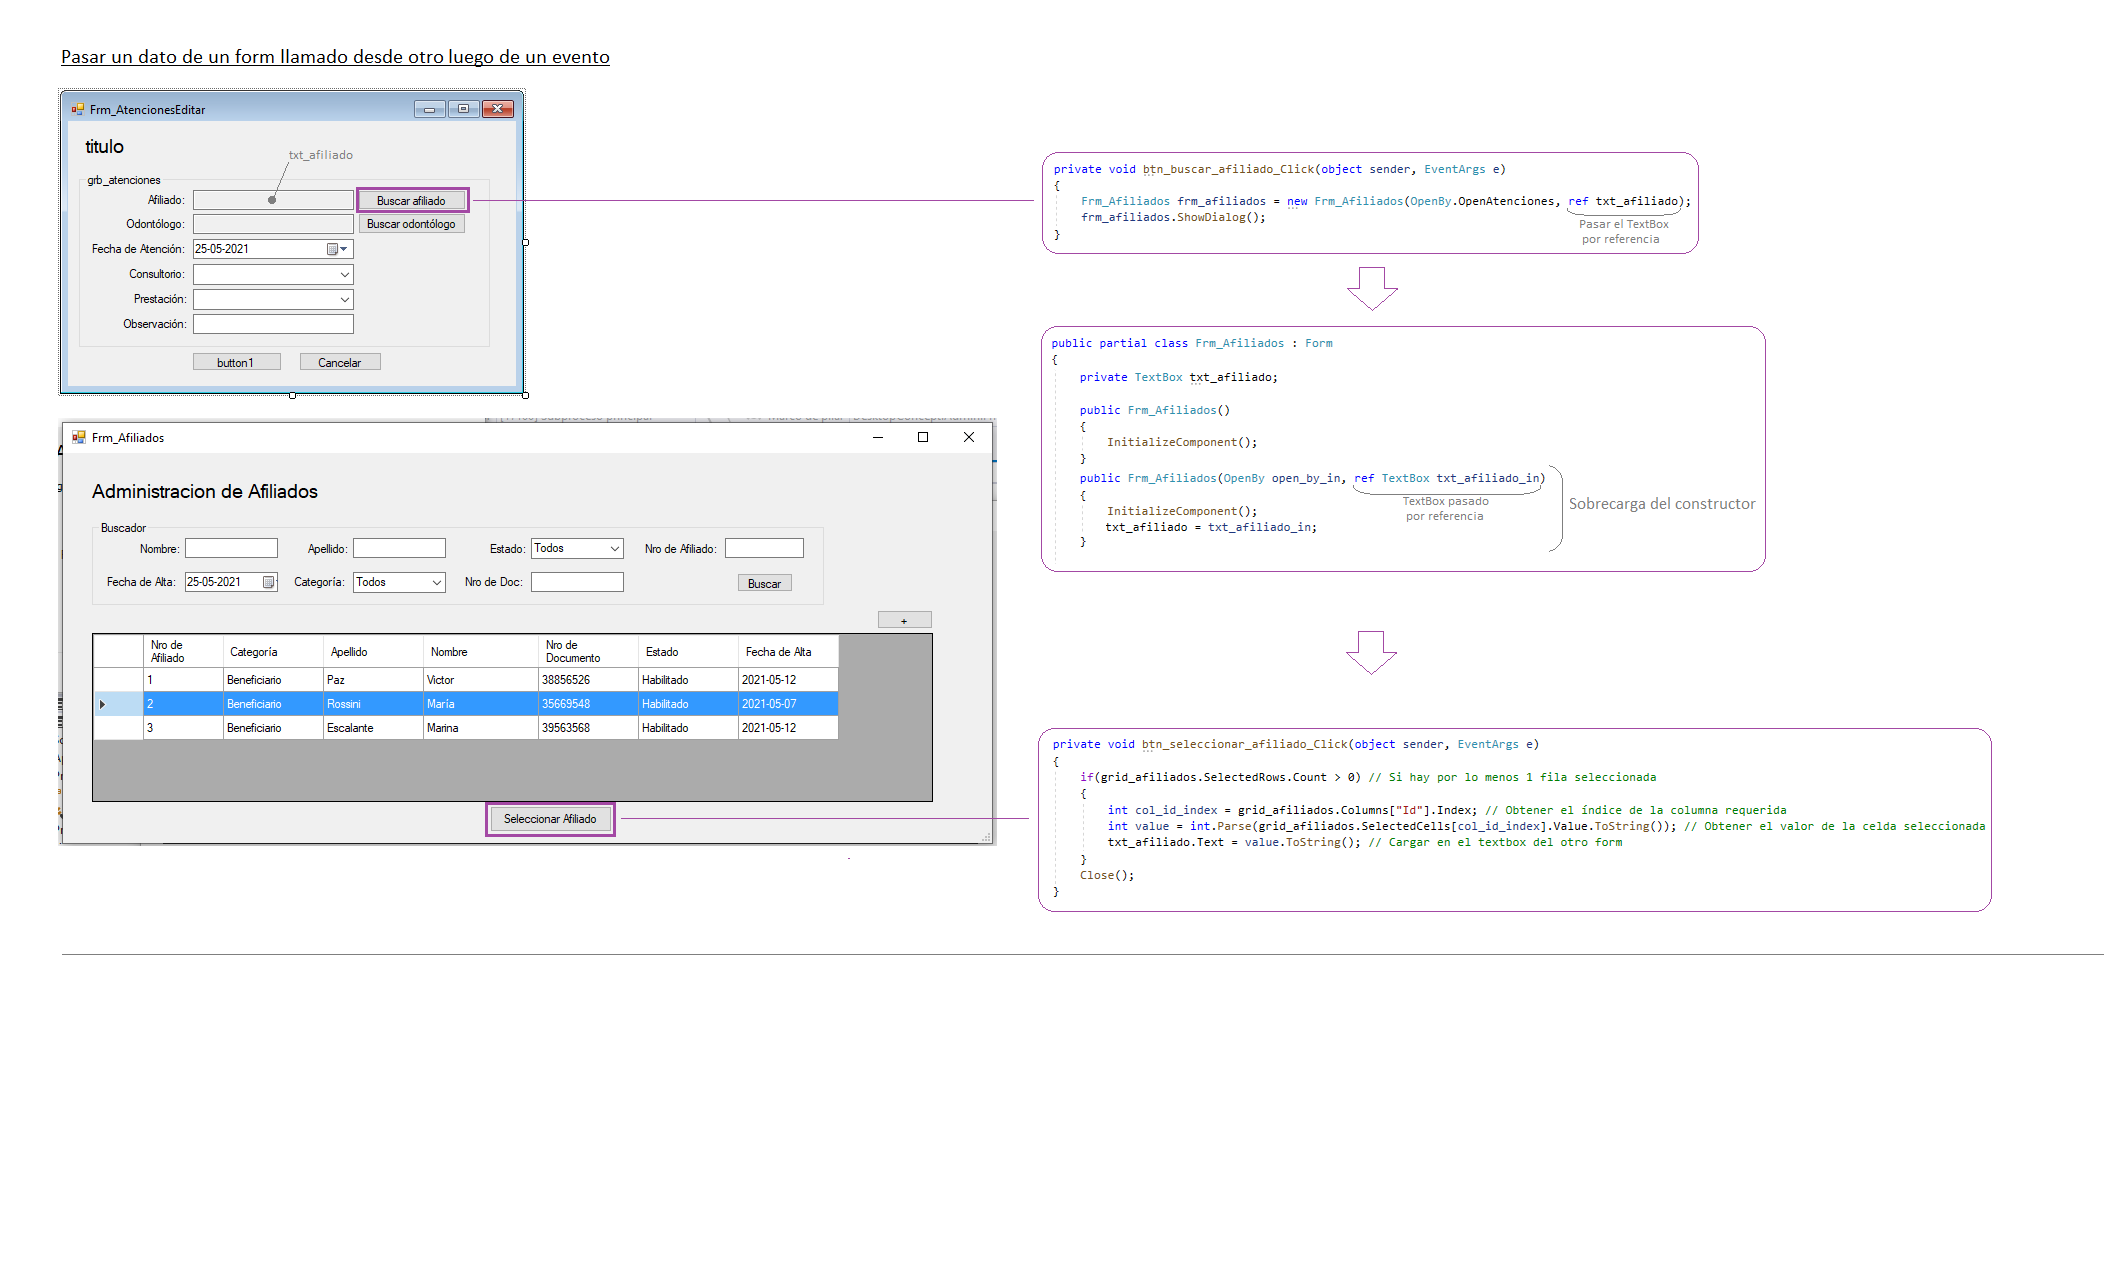 Pasar un dato de un form llamado desde otro luego de un evento
Frm_AtencionesEditar
titulo
txt_afiliado
grb_atenciones
Afiliado:
Buscar afiliado
Odontólogo:
Buscar odontólogo
Fecha de Atención:
25-05-2021
Consultorio:
Prestación:
Observación:
button1
Cancelar
private void btn_buscar_afiliado_Click(object sender, EventArgs e)
{
Frm_Afiliados frm_afiliados = new Frm_Afiliados(OpenBy.OpenAtenciones, ref txt_afiliado);
frm_afiliados.ShowDialog();
}
Pasar el TextBox
por referencia
public partial class Frm_Afiliados : Form
{
private TextBox txt_afiliado;
public Frm_Afiliados()
{
InitializeComponent();
}
public Frm_Afiliados(OpenBy open_by_in, ref TextBox txt_afiliado_in)
{
InitializeComponent();
txt_afiliado = txt_afiliado_in;
}
TextBox pasado
por referencia
Sobrecarga del constructor
Frm_Afiliados
Administracion de Afiliados
Buscador
Nombre:
Apellido:
Estado:
Todos
Nro de Afiliado:
Fecha de Alta:
25-05-2021
Categoría:
Todos
Nro de Doc:
Buscar
+
Nro de Afiliado Categoría Apellido Nombre Nro de Documento Estado Fecha de Alta
1 Beneficiario Paz Victor 38856526 Habilitado 2021-05-12
2 Beneficiario Rossini María 35669548 Habilitado 2021-05-07
3 Beneficiario Escalante Marina 39563568 Habilitado 2021-05-12
Seleccionar Afiliado
private void btn_seleccionar_afiliado_Click(object sender, EventArgs e)
{
if(grid_afiliados.SelectedRows.Count > 0) // Si hay por lo menos 1 fila seleccionada
{
int col_id_index = grid_afiliados.Columns["Id"].Index; // Obtener el índice de la columna requerida
int value = int.Parse(grid_afiliados.SelectedCells[col_id_index].Value.ToString()); // Obtener el valor de la celda seleccionada
txt_afiliado.Text = value.ToString(); // Cargar en el textbox del otro form
}
Close();
}